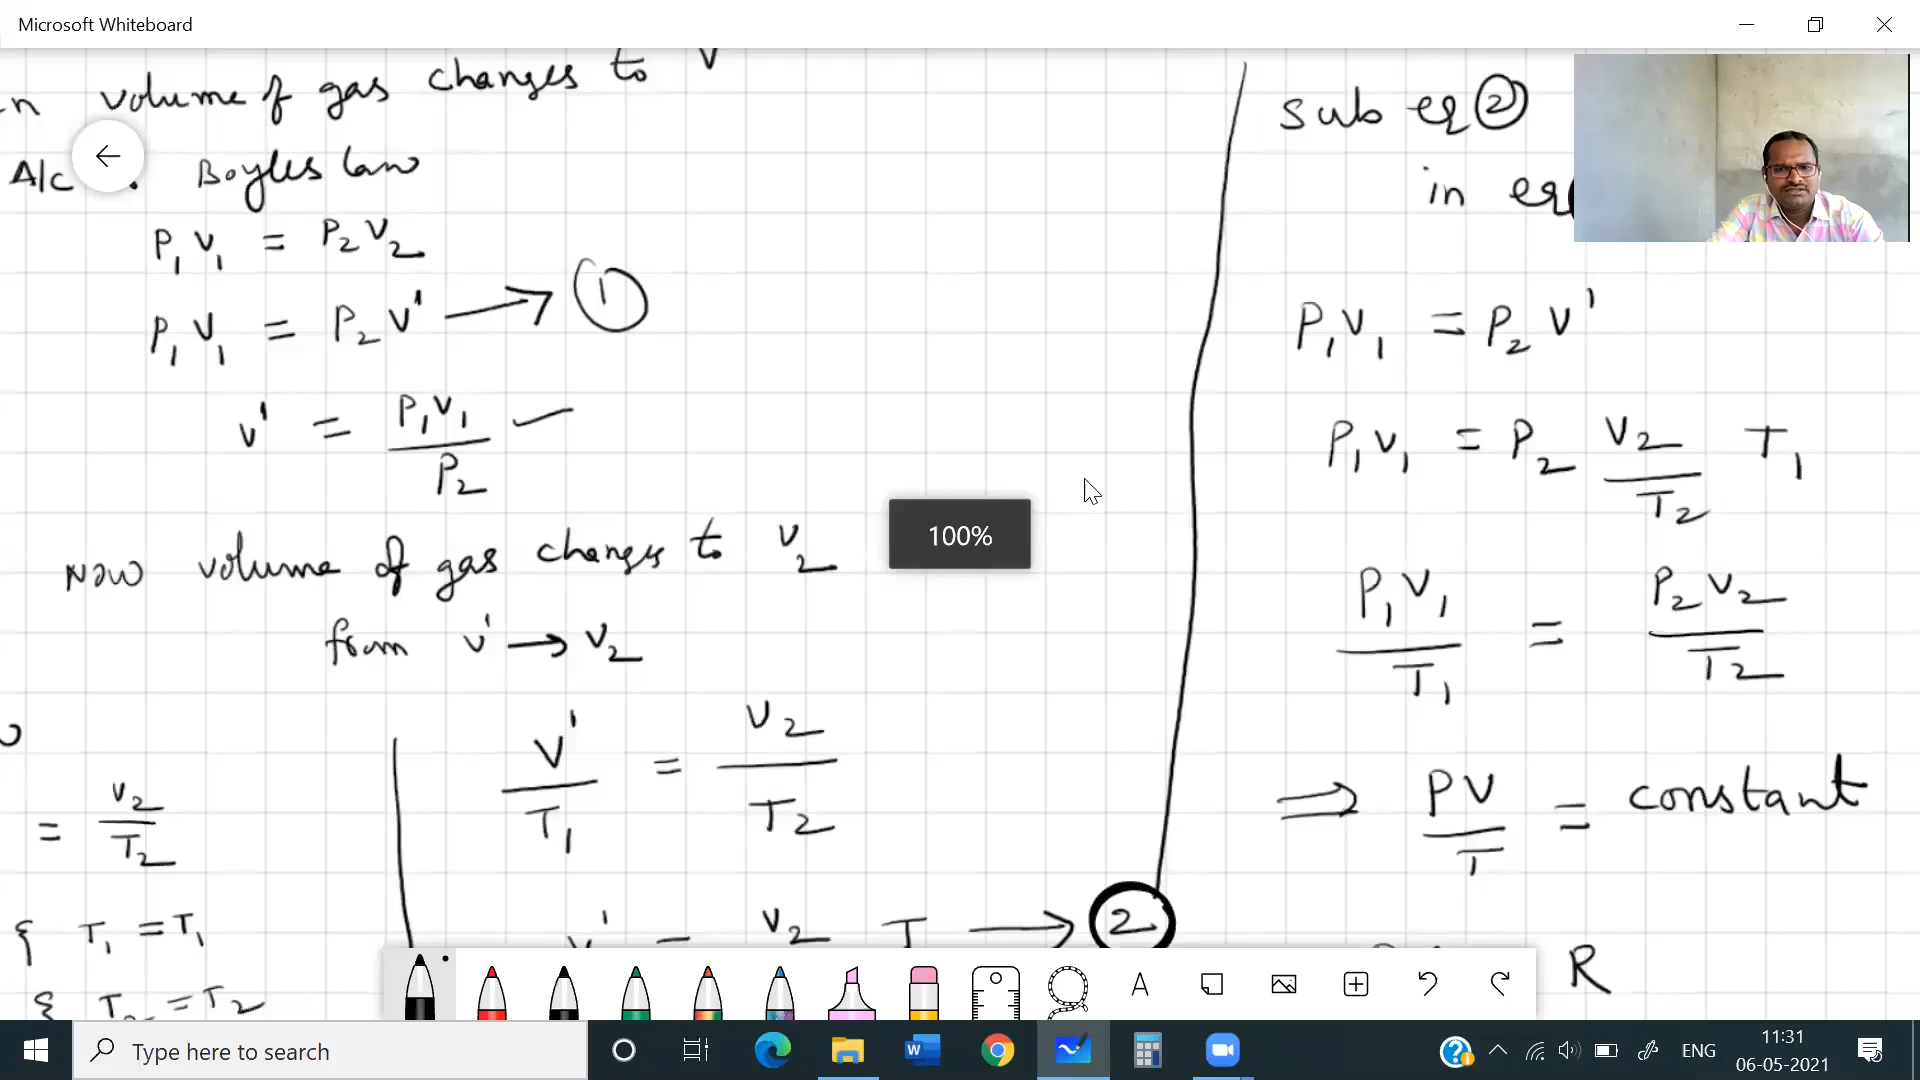 Microsoft Whiteboard
volume of gas changes to V
A/c Boyles law
P₁V₁ = P₂V₂
P₁V₁ = P₂V' → ①
V' = P₁V₁ / P₂
Now volume of gas changes to V₂
from V' → V₂
= V₂ / T₂
{ T₁ = T₁
{ T₂ = T₂
V' / T₁ = V₂ / T₂
V' = V₂ T → ②
100%
Sub eq ②
in eq
P₁V₁ = P₂V'
P₁V₁ = P₂ V₂ / T₂ T₁
P₁V₁ / T₁ = P₂V₂ / T₂
⇒ PV / T = constant
R
Type here to search
ENG
11:31
06-05-2021